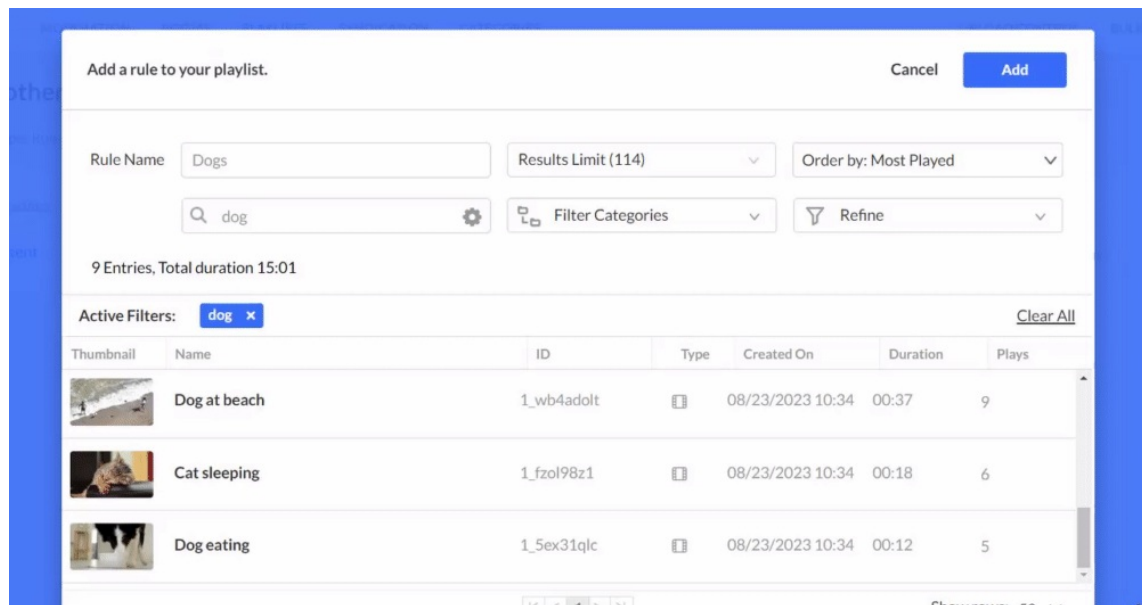 Add a rule to your playlist. Cancel Add
Rule Name Dogs Results Limit (114) Order by: Most Played
dog Filter Categories Refine
9 Entries, Total duration 15:01
Active Filters: dog × Clear All
Thumbnail Name ID Type Created On Duration Plays
Dog at beach 1_wb4adolt 08/23/2023 10:34 00:37 9
Cat sleeping 1_fzol98z1 08/23/2023 10:34 00:18 6
Dog eating 1_5ex31qlc 08/23/2023 10:34 00:12 5